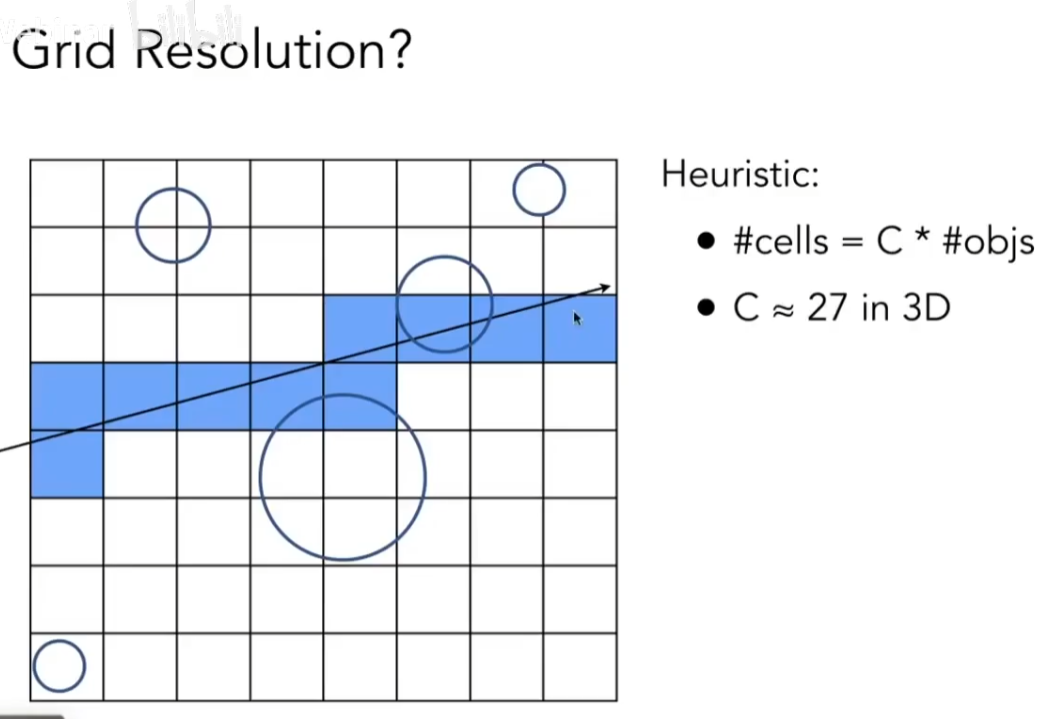 Grid Resolution?
Heuristic:
● #cells = C * #objs
● C ≈ 27 in 3D